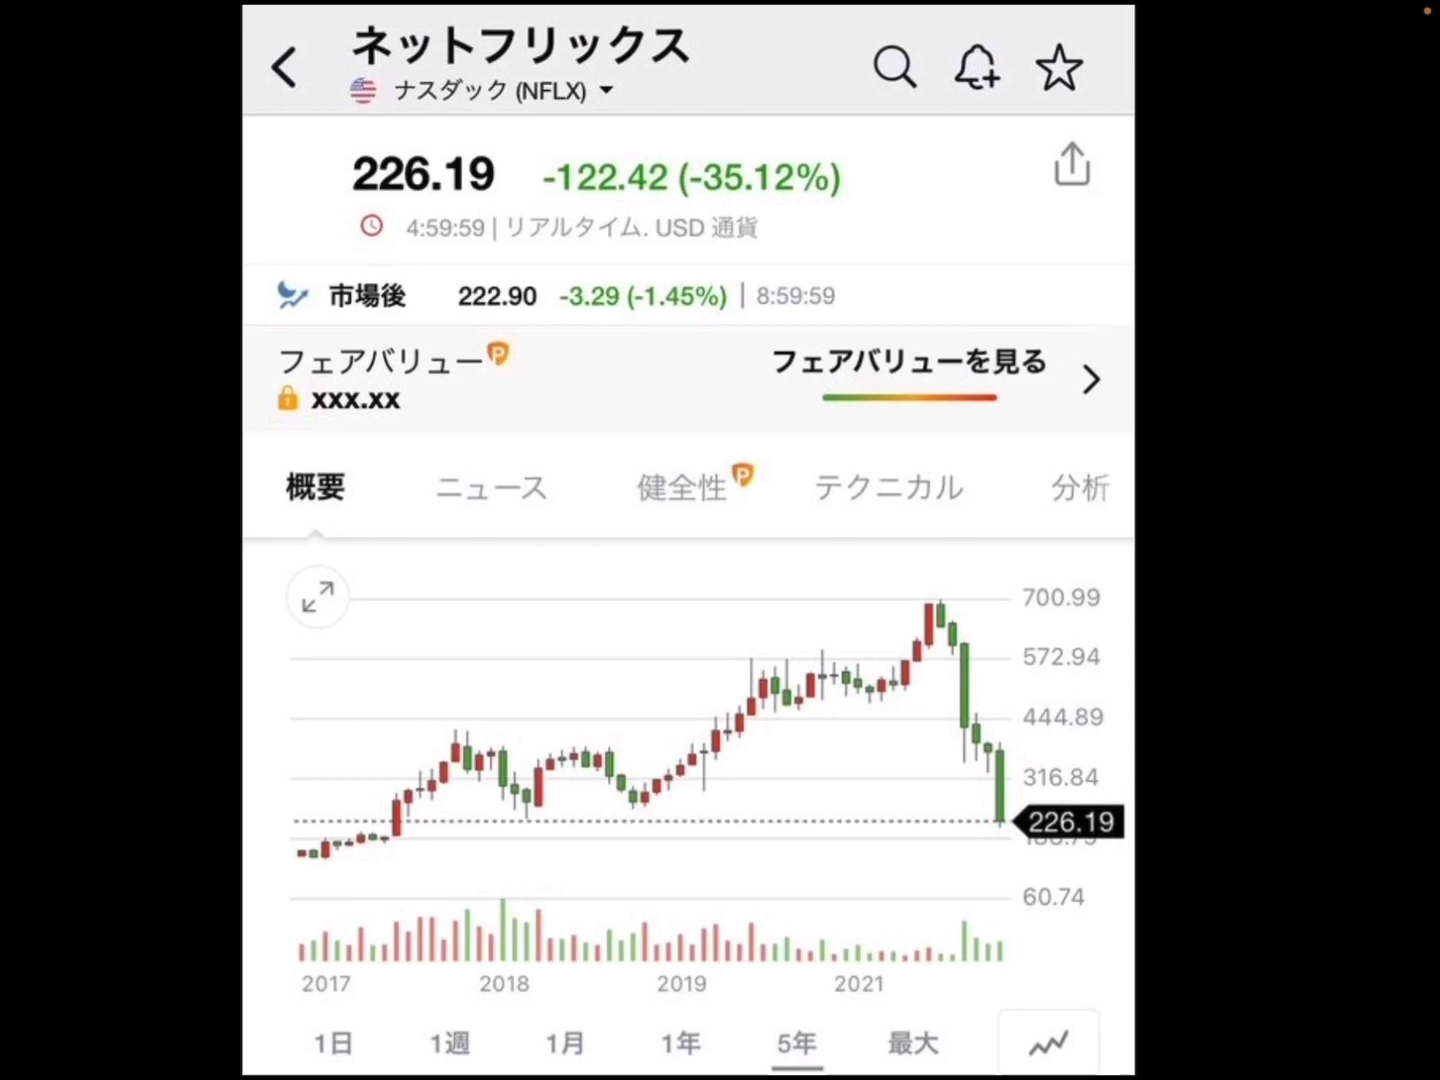 ネットフリックス
ナスダック (NFLX)
226.19 -122.42 (-35.12%)
4:59:59 | リアルタイム. USD 通貨
市場後 222.90 -3.29 (-1.45%) | 8:59:59
フェアバリュー P フェアバリューを見る
xxx.xx
概要 ニュース 健全性 P テクニカル 分析
700.99
572.94
444.89
316.84
226.19
60.74
2017 2018 2019 2021
1日 1週 1月 1年 5年 最大